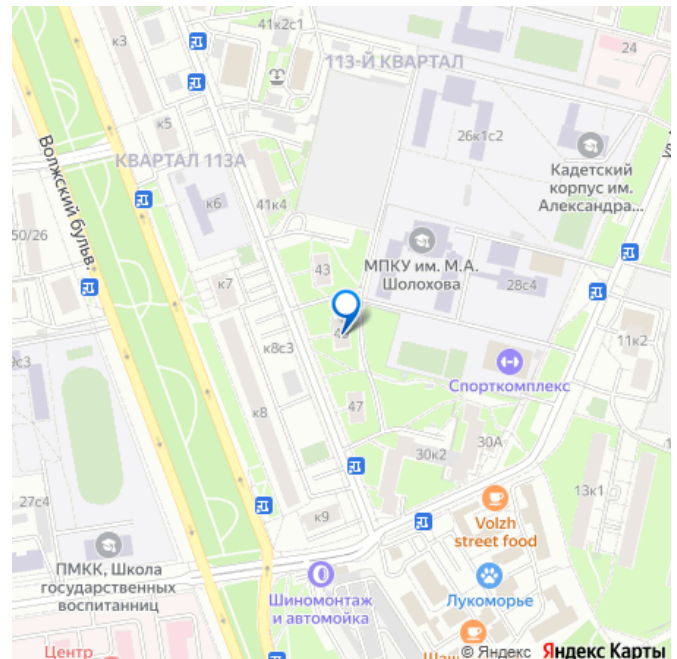 к3
41к2с1
24
113-Й КВАРТАЛ
к5
26к1с2
КВАРТАЛ 113А
Кадетский
корпус им.
Александра...
Волжский бульв.
к6
41к4
50/26
МПКУ им. М.А.
Шолохова
43
к7
28с4
11к2
к8с3
Спорткомплекс
47
к8
30А
30к2
13к1
27с4
к9
Volzh
street food
ПМКК, Школа
государственных
воспитанниц
Шиномонтаж
и автомойка
Лукоморье
Центр
© Яндекс Яндекс Карты